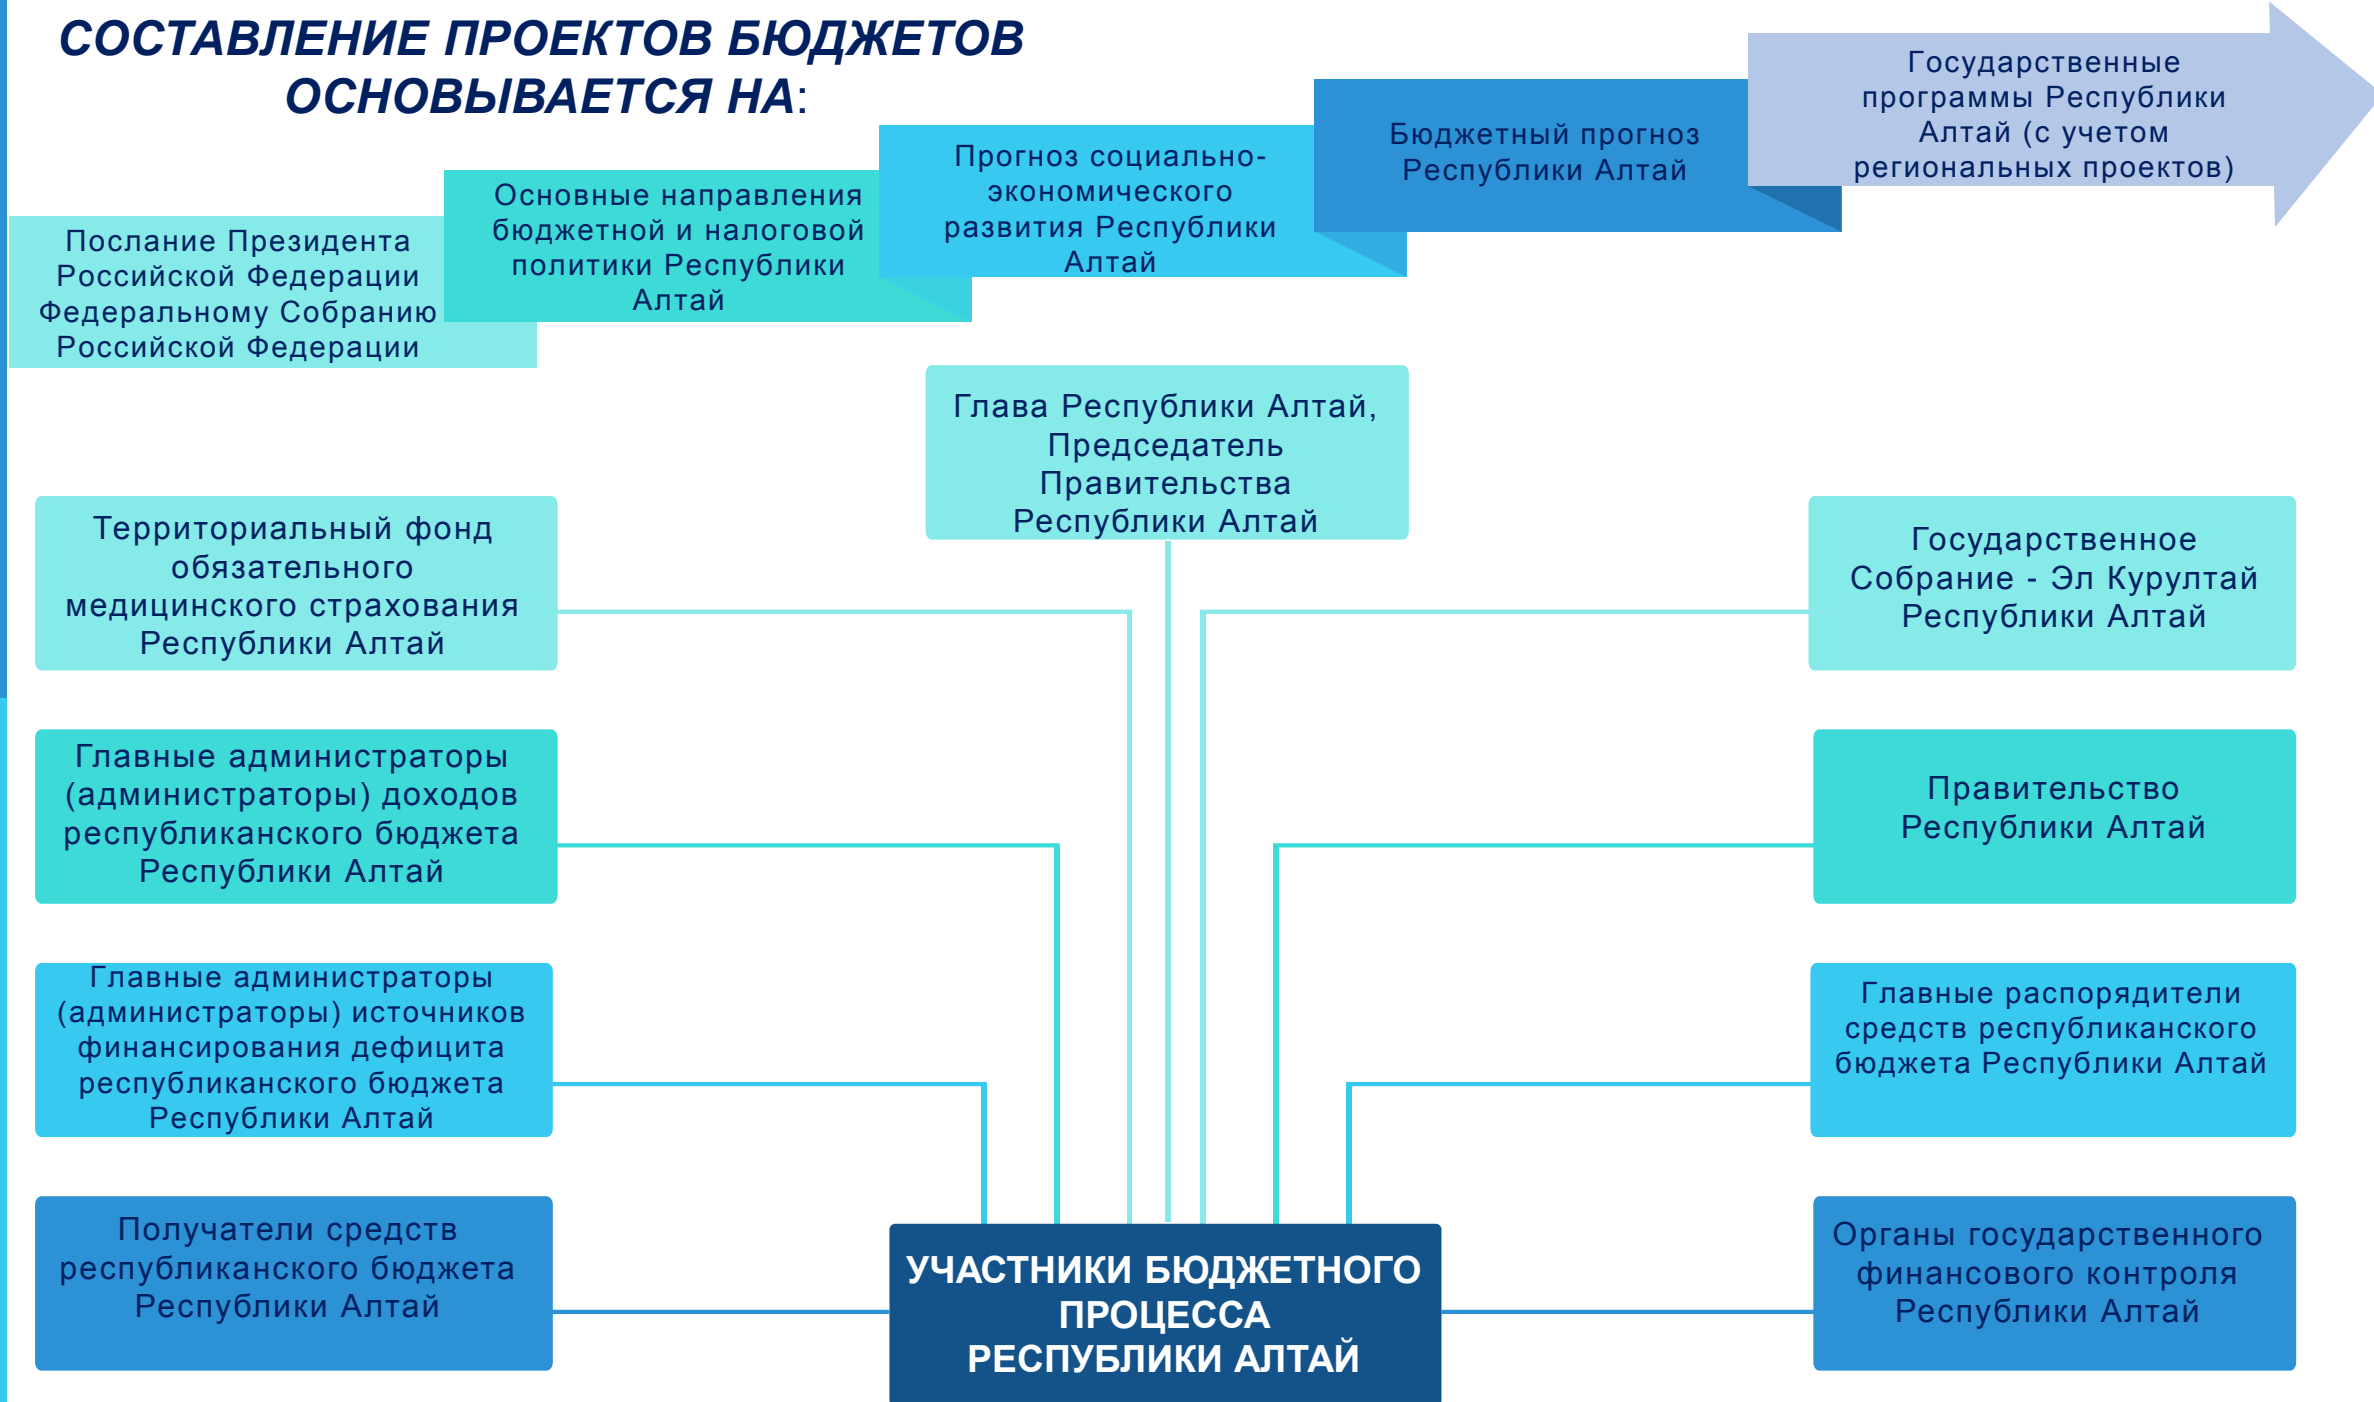 СОСТАВЛЕНИЕ ПРОЕКТОВ БЮДЖЕТОВ
ОСНОВЫВАЕТСЯ НА:
Послание Президента
Российской Федерации
Федеральному Собранию
Российской Федерации
Основные направления
бюджетной и налоговой
политики Республики
Алтай
Прогноз социально-
экономического
развития Республики
Алтай
Бюджетный прогноз
Республики Алтай
Государственные
программы Республики
Алтай (с учетом
региональных проектов)
Глава Республики Алтай,
Председатель
Правительства
Республики Алтай
Территориальный фонд
обязательного
медицинского страхования
Республики Алтай
Государственное
Собрание - Эл Курултай
Республики Алтай
Главные администраторы
(администраторы) доходов
республиканского бюджета
Республики Алтай
Правительство
Республики Алтай
Главные администраторы
(администраторы) источников
финансирования дефицита
республиканского бюджета
Республики Алтай
Главные распорядители
средств республиканского
бюджета Республики Алтай
Получатели средств
республиканского бюджета
Республики Алтай
УЧАСТНИКИ БЮДЖЕТНОГО
ПРОЦЕССА
РЕСПУБЛИКИ АЛТАЙ
Органы государственного
финансового контроля
Республики Алтай